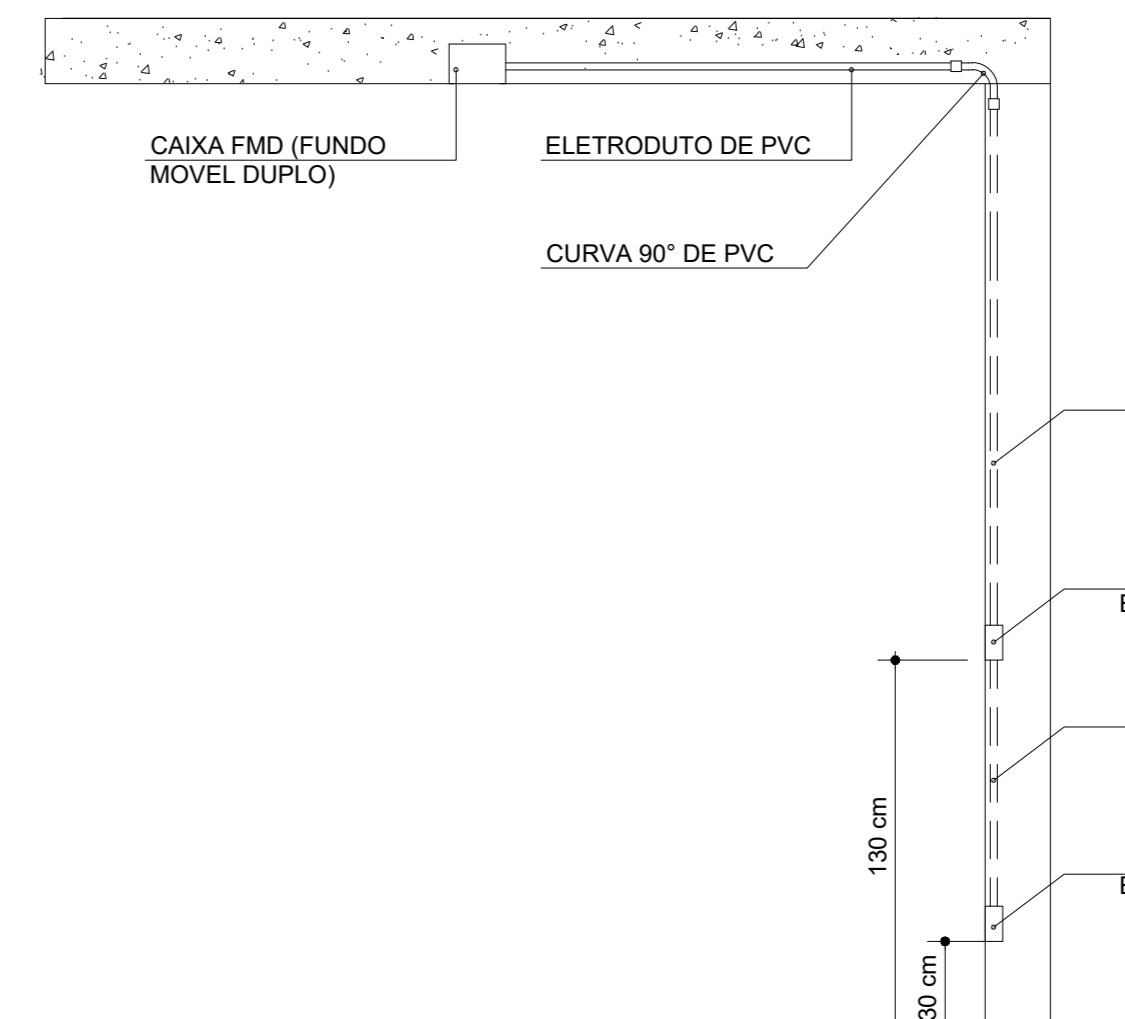 CAIXA FMD (FUNDO
MOVEL DUPLO)
ELETRODUTO DE PVC
CURVA 90° DE PVC
130 cm
30 cm